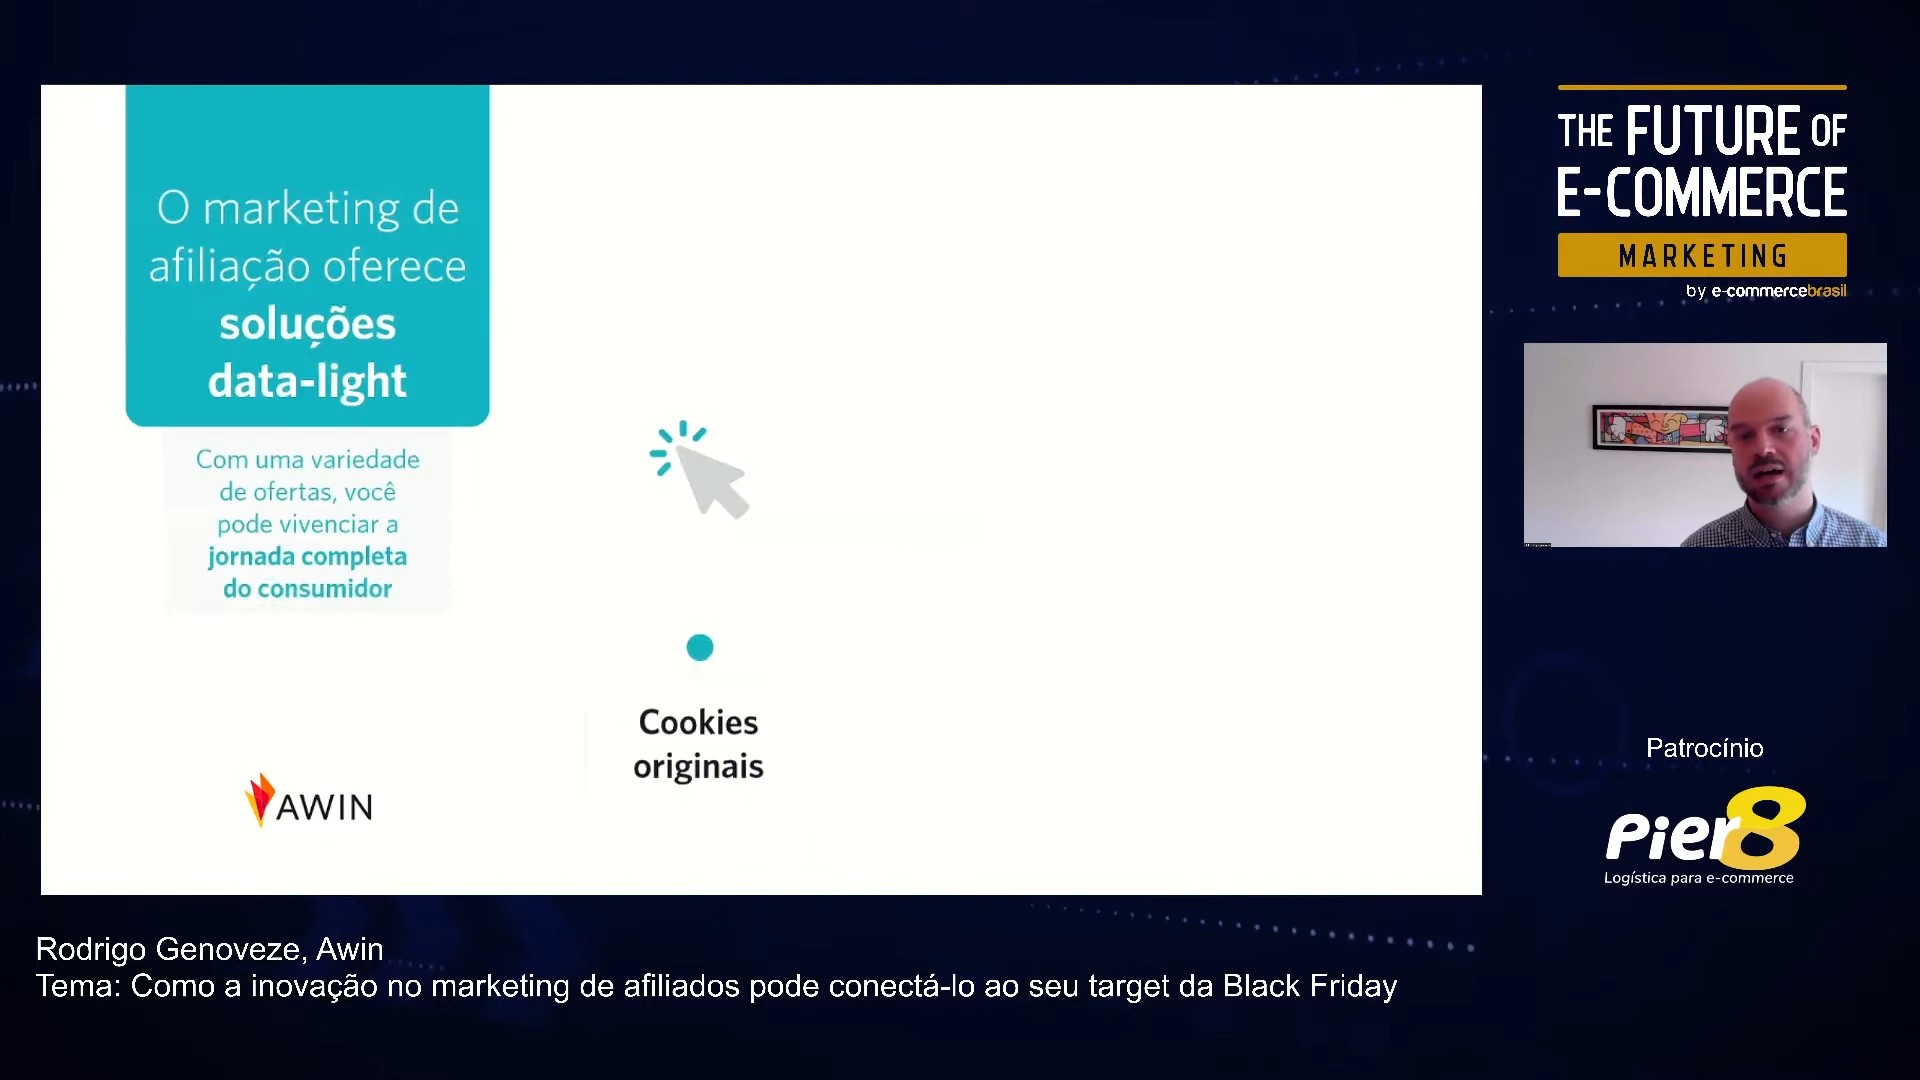 O marketing de
afiliação oferece
soluções
data-light
Com uma variedade
de ofertas, você
pode vivenciar a
jornada completa
do consumidor
Cookies
originais
AWIN
THE FUTURE OF
E-COMMERCE
MARKETING
by e-commercebrasil
Patrocínio
Pier8
Logística para e-commerce
Rodrigo Genoveze, Awin
Tema: Como a inovação no marketing de afiliados pode conectá-lo ao seu target da Black Friday